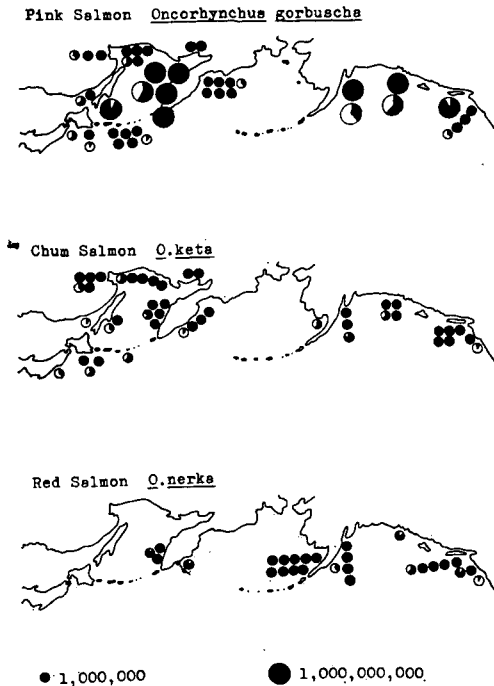 Pink Salmon Oncorhynchus gorbuscha
Chum Salmon O.keta
Red Salmon O.nerka
1,000,000
1,000,000,000